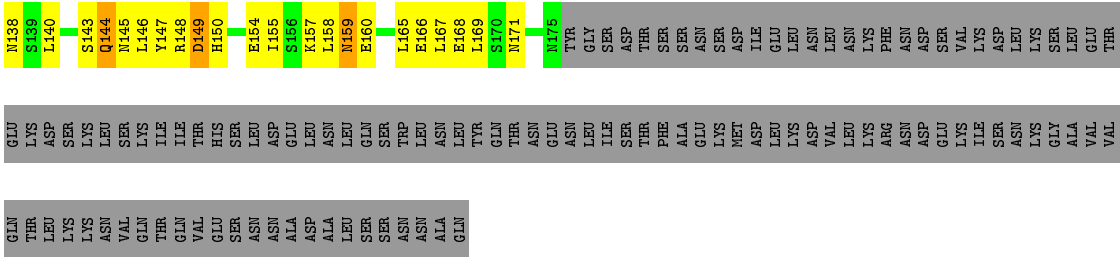 N138 S139 L140 S143 Q144 N145 L146 Y147 R148 D149 H150 E154 I155 S156 K157 L158 N159 E160 L165 E166 L167 E168 L169 S170 N171 N175 TYR GLY SER ASP THR SER SER ASN SER ASP ILE GLU LEU ASN LEU ASN LYS PHE ASN ASP SER VAL LYS ASP LEU LYS SER LEU GLU THR
GLU LYS ASP SER LYS LEU SER LYS ILE ILE THR HIS SER LEU ASP GLU LEU ASN LEU GLN SER TRP LEU ASN LEU TYR GLN THR ASN GLU ASN LEU ILE SER THR PHE ALA GLU LYS MET ASP LEU LYS ASP VAL LEU LYS ARG ASN ASP GLU LYS ILE SER ASN LYS GLY ALA VAL VAL
GLN THR LEU LYS LYS ASN VAL GLN THR GLN VAL GLU SER ASN ASN ALA ASP ALA LEU SER SER ASN ASN ALA GLN